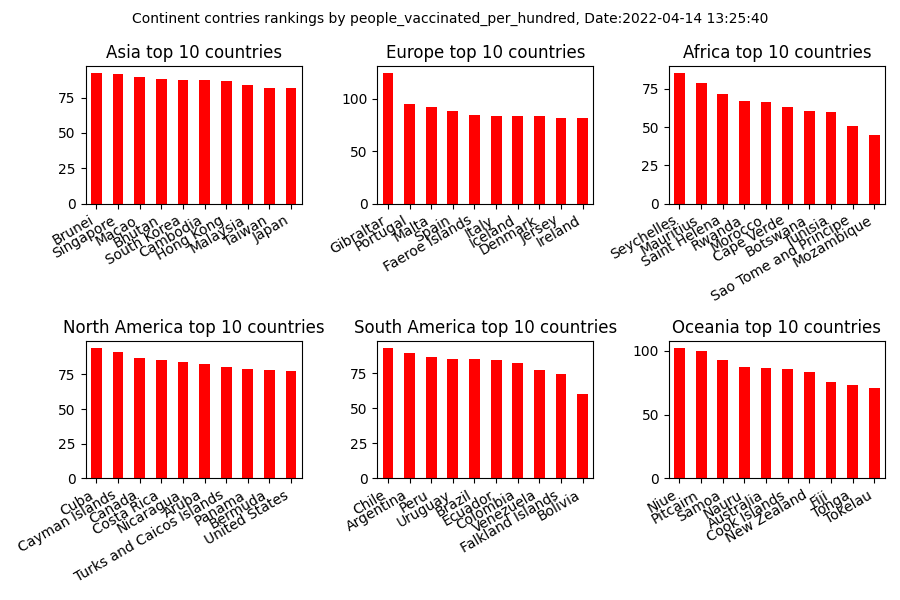 Continent contries rankings by people_vaccinated_per_hundred, Date:2022-04-14 13:25:40
Asia top 10 countries
75
50
25
0
Brunei
Singapore
Macao
Bhutan
South Korea
Cambodia
Hong Kong
Malaysia
Taiwan
Japan
Europe top 10 countries
100
50
0
Gibraltar
Portugal
Malta
Spain
Faeroe Islands
Italy
Iceland
Denmark
Jersey
Ireland
Africa top 10 countries
75
50
25
0
Seychelles
Mauritius
Saint Helena
Rwanda
Morocco
Cape Verde
Botswana
Tunisia
Sao Tome and Principe
Mozambique
North America top 10 countries
75
50
25
0
Cuba
Cayman Islands
Canada
Costa Rica
Nicaragua
Aruba
Turks and Caicos Islands
Panama
Bermuda
United States
South America top 10 countries
75
50
25
0
Chile
Argentina
Peru
Uruguay
Brazil
Ecuador
Colombia
Venezuela
Falkland Islands
Bolivia
Oceania top 10 countries
100
50
0
Niue
Pitcairn
Samoa
Nauru
Australia
Cook Islands
New Zealand
Fiji
Tonga
Tokelau